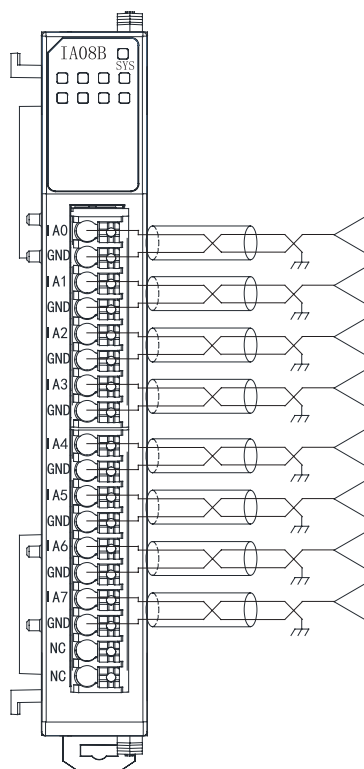 IA08B
SYS
IA0
GND
IA1
GND
IA2
GND
IA3
GND
IA4
GND
IA5
GND
IA6
GND
IA7
GND
NC
NC